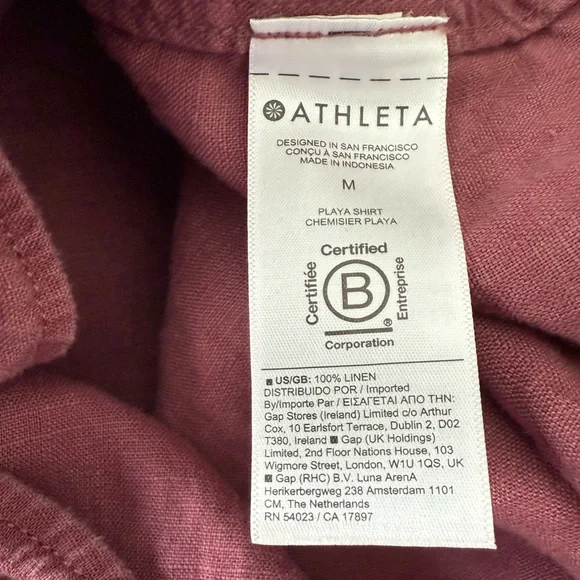 ATHLETA
DESIGNED IN SAN FRANCISCO
CONÇU À SAN FRANCISCO
MADE IN INDONESIA
M
PLAYA SHIRT
CHEMISIER PLAYA
Certified
Certifiée
B
Entreprise
®
Corporation
US/GB: 100% LINEN
DISTRIBUIDO POR / Imported
By/Importe Par / ΕΙΣΑΓΕΤΑΙ ΑΠΟ ΤΗΝ:
Gap Stores (Ireland) Limited c/o Arthur
Cox, 10 Earlsfort Terrace, Dublin 2, D02
T380, Ireland Gap (UK Holdings)
Limited, 2nd Floor Nations House, 103
Wigmore Street, London, W1U 1QS, UK
Gap (RHC) B.V. Luna ArenA
Herikerbergweg 238 Amsterdam 1101
CM, The Netherlands
RN 54023 / CA 17897